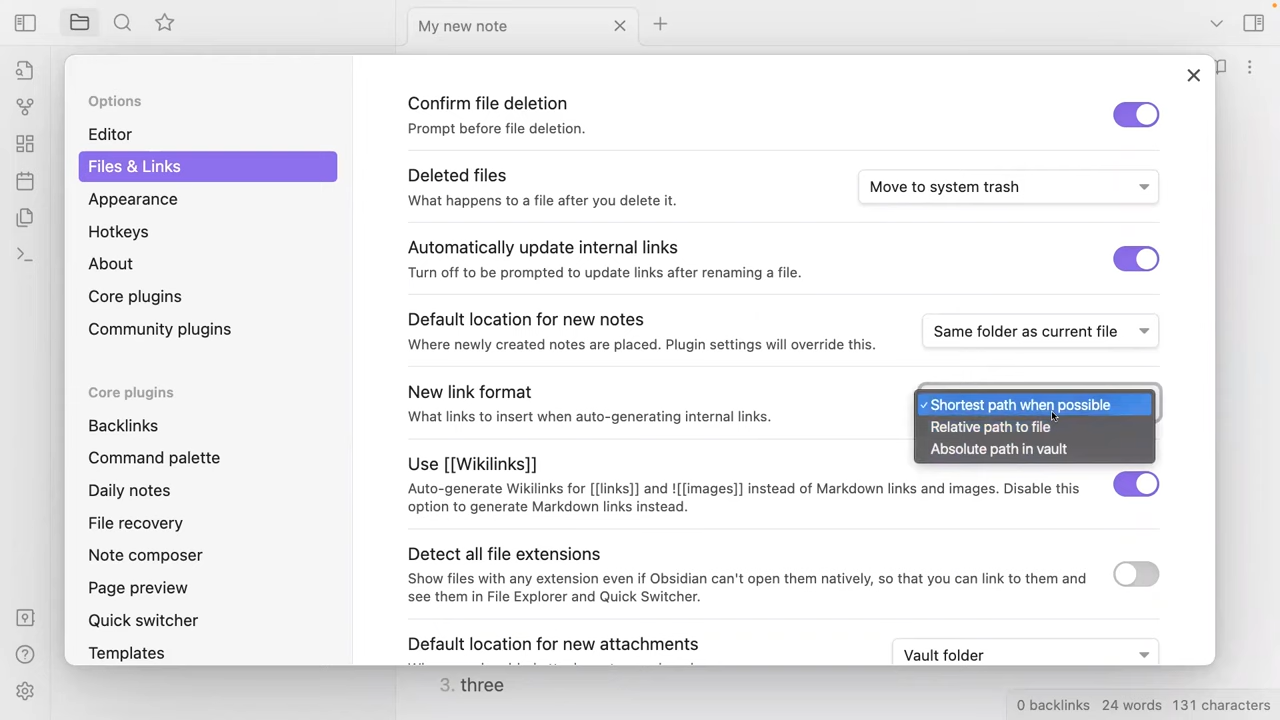 My new note
Options
Editor
Files & Links
Appearance
Hotkeys
About
Core plugins
Community plugins
Core plugins
Backlinks
Command palette
Daily notes
File recovery
Note composer
Page preview
Quick switcher
Templates
Confirm file deletion
Prompt before file deletion.
Deleted files
What happens to a file after you delete it.
Move to system trash
Automatically update internal links
Turn off to be prompted to update links after renaming a file.
Default location for new notes
Where newly created notes are placed. Plugin settings will override this.
Same folder as current file
New link format
What links to insert when auto-generating internal links.
✓ Shortest path when possible
Relative path to file
Absolute path in vault
Use [[Wikilinks]]
Auto-generate Wikilinks for [[links]] and ![[images]] instead of Markdown links and images. Disable this
option to generate Markdown links instead.
Detect all file extensions
Show files with any extension even if Obsidian can't open them natively, so that you can link to them and
see them in File Explorer and Quick Switcher.
Default location for new attachments
Vault folder
3. three
0 backlinks 24 words 131 characters